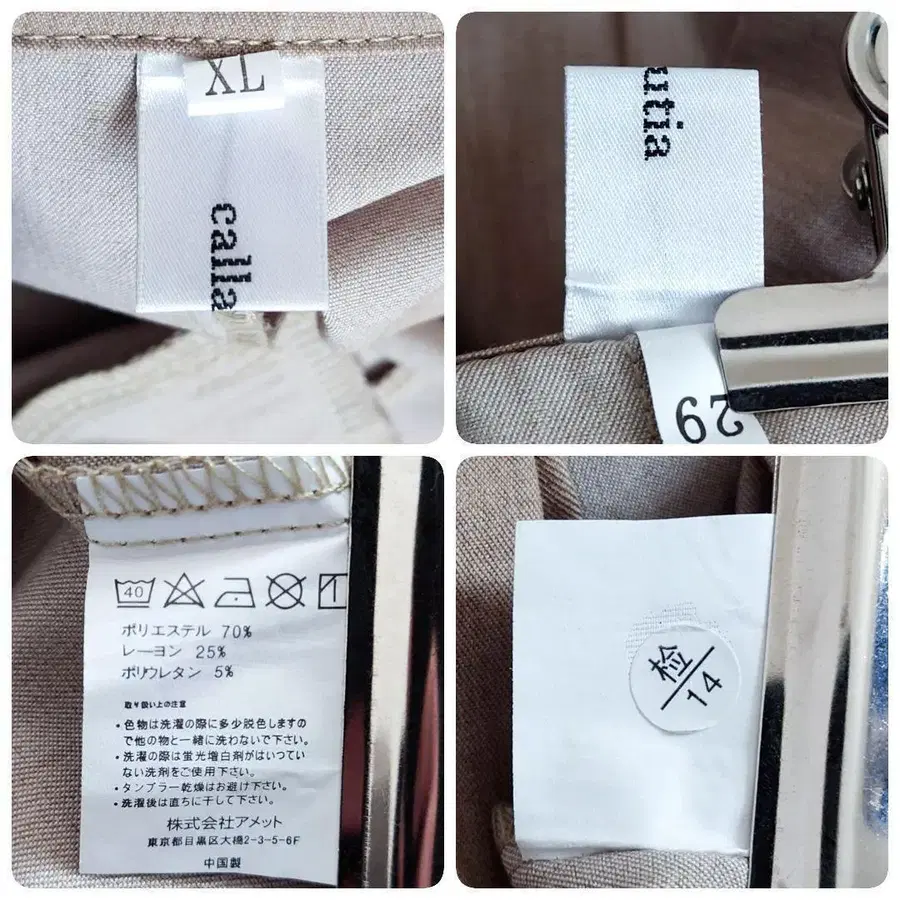 XL
calla
utia
29
40
ポリエステル 70%
レーヨン 25%
ポリウレタン 5%
取り扱い上の注意
・色物は洗濯の際に多少脱色しますの
で他の物と一緒に洗わないで下さい。
・洗濯の際は蛍光増白剤がはいってい
ない洗剤をご使用下さい。
・タンブラー乾燥はお避け下さい。
・洗濯後は直ちに干して下さい。
株式会社アメット
東京都目黒区大橋2-3-5-6F
中国製
检
14